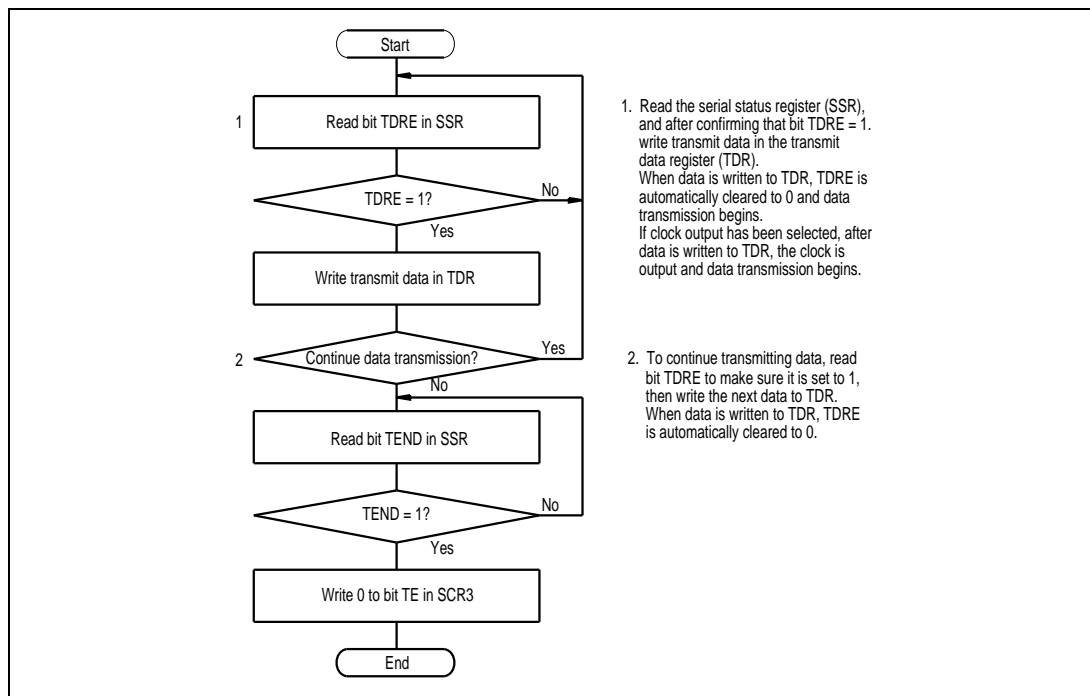 Start
1
Read bit TDRE in SSR
TDRE = 1?
No
Yes
Write transmit data in TDR
2
Continue data transmission?
Yes
No
Read bit TEND in SSR
TEND = 1?
No
Yes
Write 0 to bit TE in SCR3
End
1. Read the serial status register (SSR),
and after confirming that bit TDRE = 1.
write transmit data in the transmit
data register (TDR).
When data is written to TDR, TDRE is
automatically cleared to 0 and data
transmission begins.
If clock output has been selected, after
data is written to TDR, the clock is
output and data transmission begins.
2. To continue transmitting data, read
bit TDRE to make sure it is set to 1,
then write the next data to TDR.
When data is written to TDR, TDRE
is automatically cleared to 0.